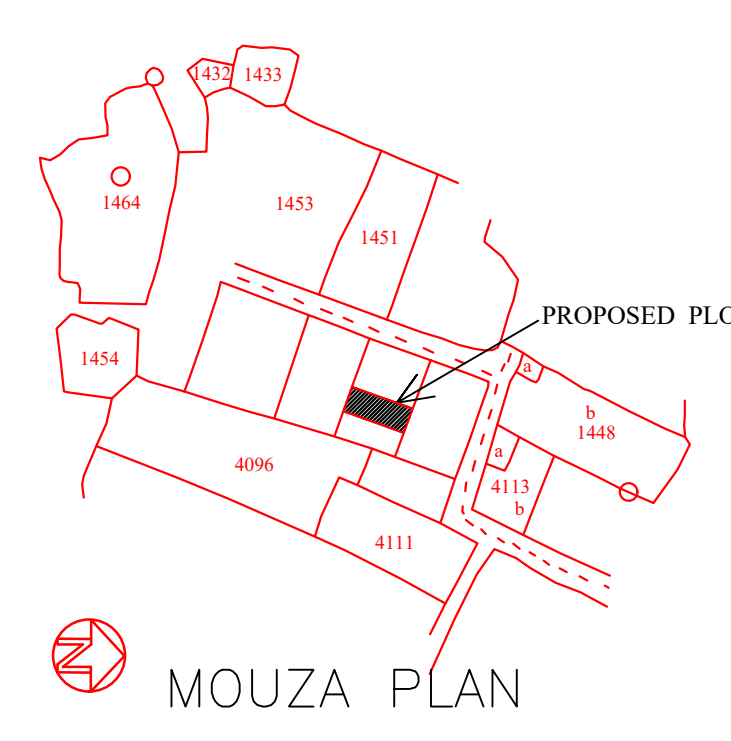 1432
1433
1464
1453
1451
PROPOSED PLO
1454
a
b
1448
a
4096
4113
b
4111
N
MOUZA PLAN